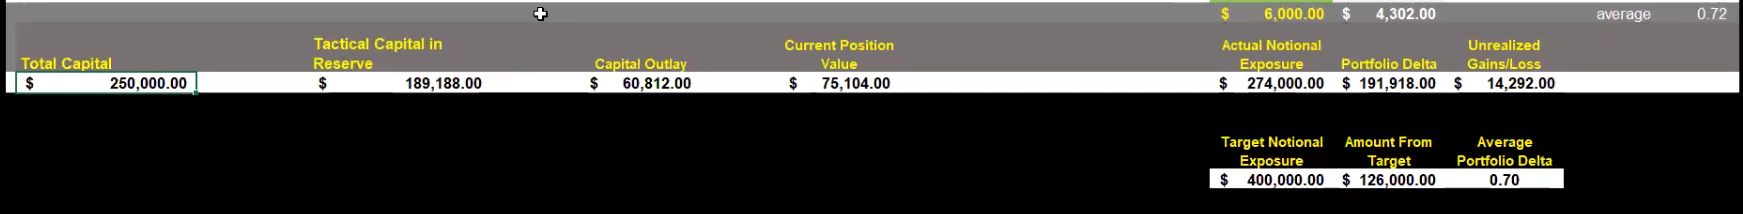 $ 6,000.00 $ 4,302.00 average 0.72
Tactical Capital in Current Position Actual Notional Unrealized
Total Capital Reserve Capital Outlay Value Exposure Portfolio Delta Gains/Loss
$ 250,000.00 $ 189,188.00 $ 60,812.00 $ 75,104.00 $ 274,000.00 $ 191,918.00 $ 14,292.00
Target Notional Amount From Average
Exposure Target Portfolio Delta
$ 400,000.00 $ 126,000.00 0.70